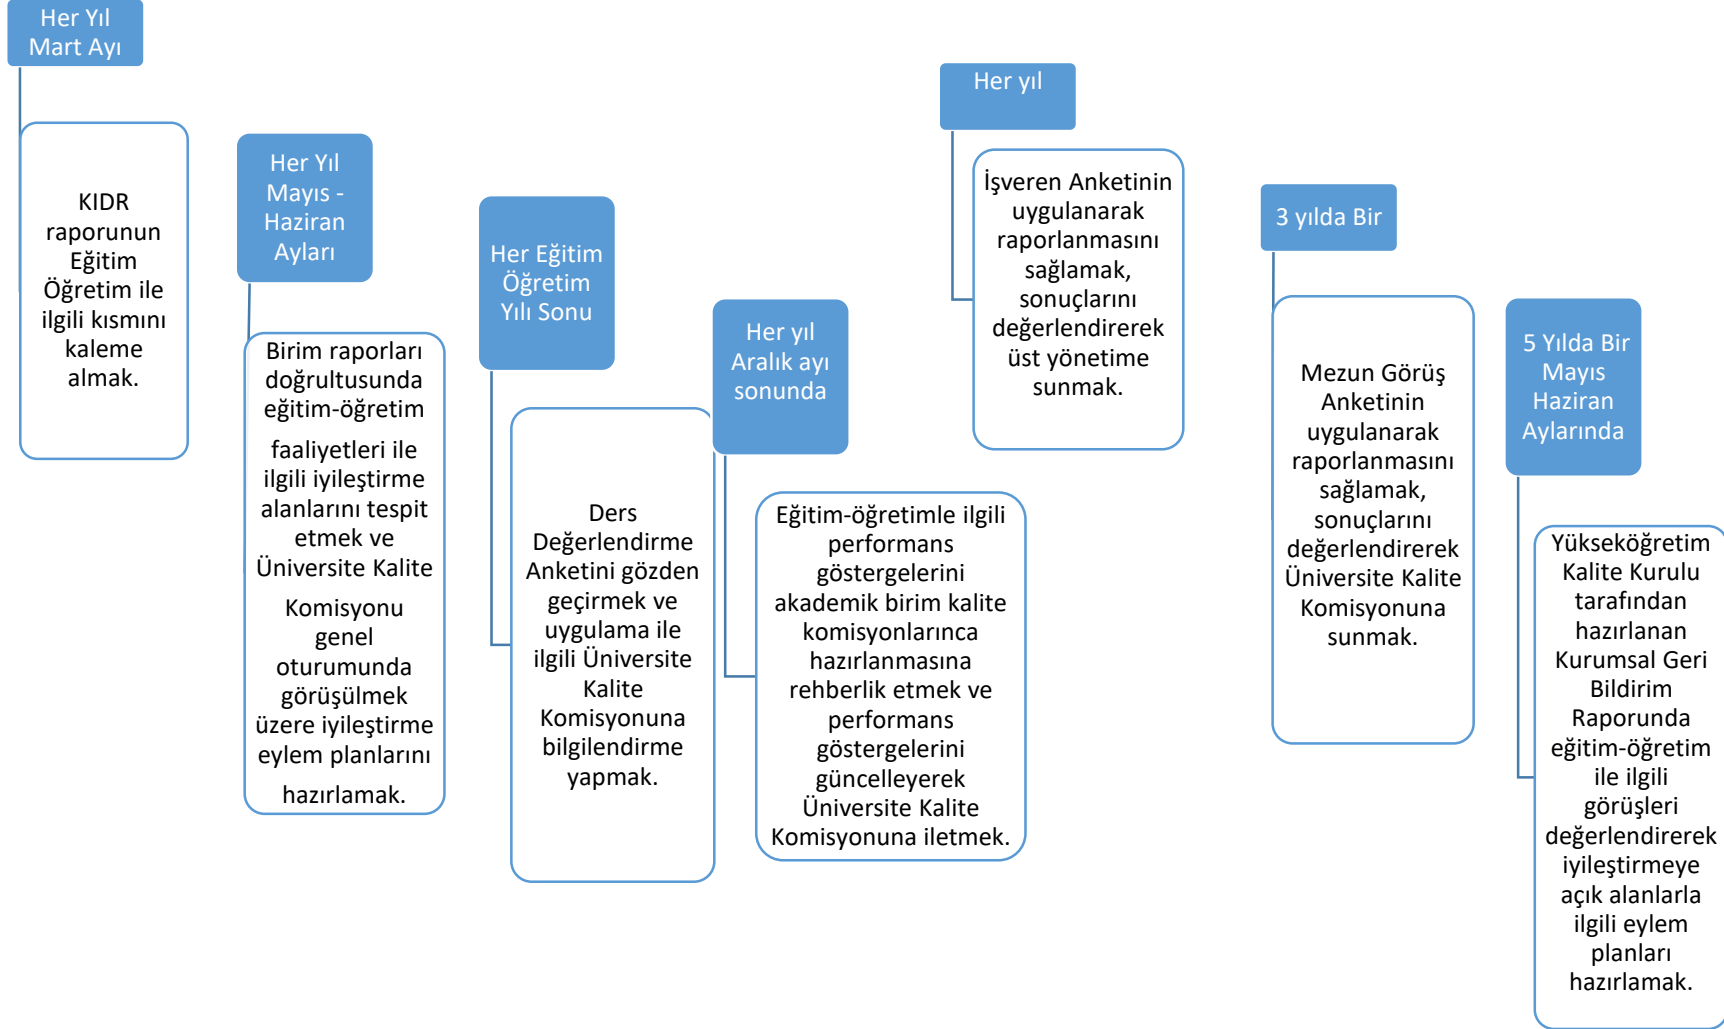 Her Yıl
Mart Ayı
KIDR
raporunun
Eğitim
Öğretim ile
ilgili kısmını
kaleme
almak.
Her Yıl
Mayıs -
Haziran
Ayları
Birim raporları
doğrultusunda
eğitim-öğretim
faaliyetleri ile
ilgili iyileştirme
alanlarını tespit
etmek ve
Üniversite Kalite
Komisyonu
genel
oturumunda
görüşülmek
üzere iyileştirme
eylem planlarını
hazırlamak.
Her Eğitim
Öğretim
Yılı Sonu
Ders
Değerlendirme
Anketini gözden
geçirmek ve
uygulama ile
ilgili Üniversite
Kalite
Komisyonuna
bilgilendirme
yapmak.
Her yıl
Aralık ayı
sonunda
Eğitim-öğretimle ilgili
performans
göstergelerini
akademik birim kalite
komisyonlarınca
hazırlanmasına
rehberlik etmek ve
performans
göstergelerini
güncelleyerek
Üniversite Kalite
Komisyonuna iletmek.
Her yıl
İşveren Anketinin
uygulanarak
raporlanmasını
sağlamak,
sonuçlarını
değerlendirerek
üst yönetime
sunmak.
3 yılda Bir
Mezun Görüş
Anketinin
uygulanarak
raporlanmasını
sağlamak,
sonuçlarını
değerlendirerek
Üniversite Kalite
Komisyonuna
sunmak.
5 Yılda Bir
Mayıs
Haziran
Aylarında
Yükseköğretim
Kalite Kurulu
tarafından
hazırlanan
Kurumsal Geri
Bildirim
Raporunda
eğitim-öğretim
ile ilgili
görüşleri
değerlendirerek
iyileştirmeye
açık alanlarla
ilgili eylem
planları
hazırlamak.